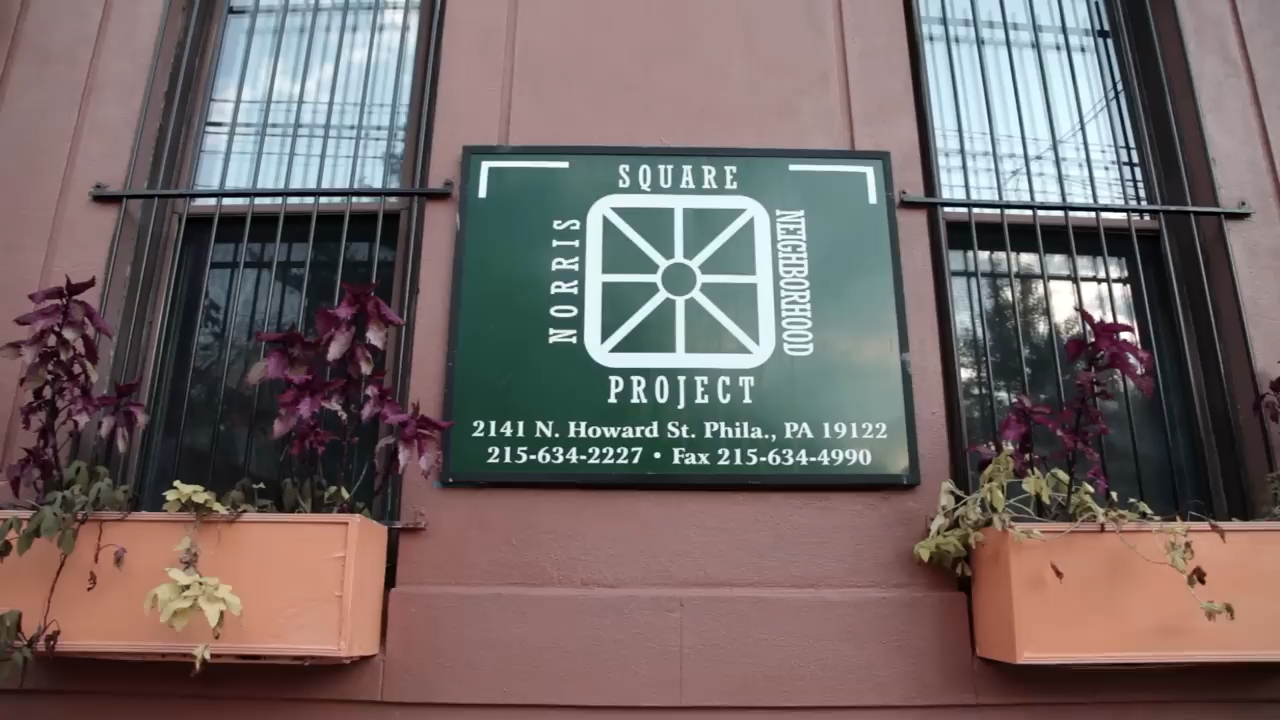 NORRIS
SQUARE
NEIGHBORHOOD
PROJECT
2141 N. Howard St. Phila., PA 19122
215-634-2227 • Fax 215-634-4990